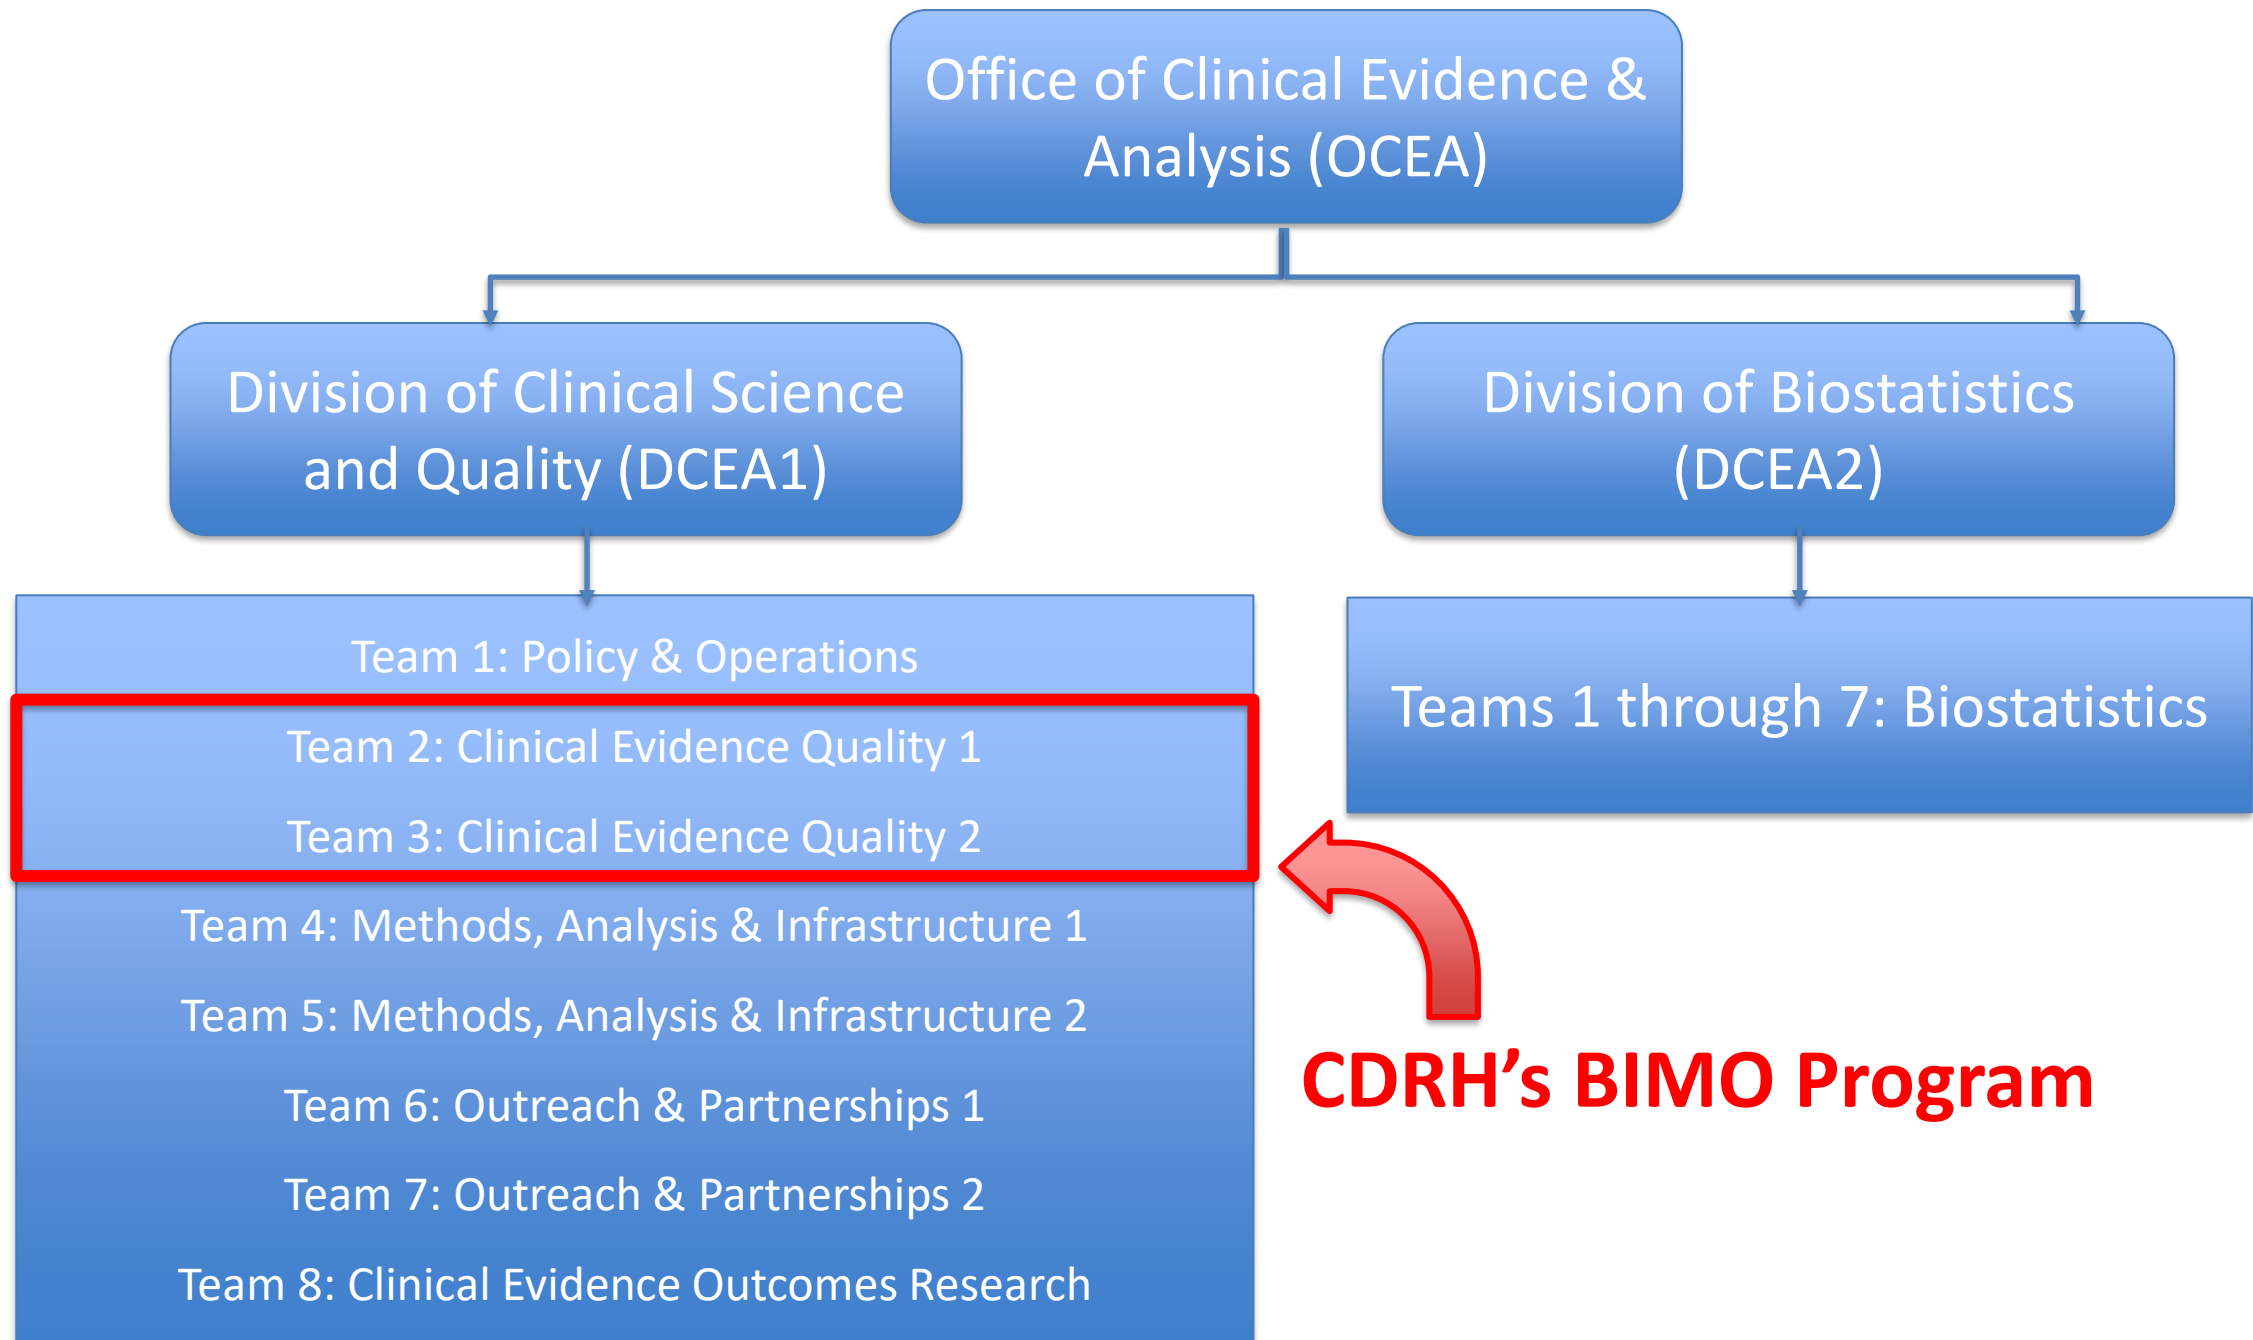 Office of Clinical Evidence &
Analysis (OCEA)
Division of Clinical Science
and Quality (DCEA1)
Division of Biostatistics
(DCEA2)
Team 1: Policy & Operations
Team 2: Clinical Evidence Quality 1
Team 3: Clinical Evidence Quality 2
Team 4: Methods, Analysis & Infrastructure 1
Team 5: Methods, Analysis & Infrastructure 2
Team 6: Outreach & Partnerships 1
Team 7: Outreach & Partnerships 2
Team 8: Clinical Evidence Outcomes Research
Teams 1 through 7: Biostatistics
CDRH’s BIMO Program